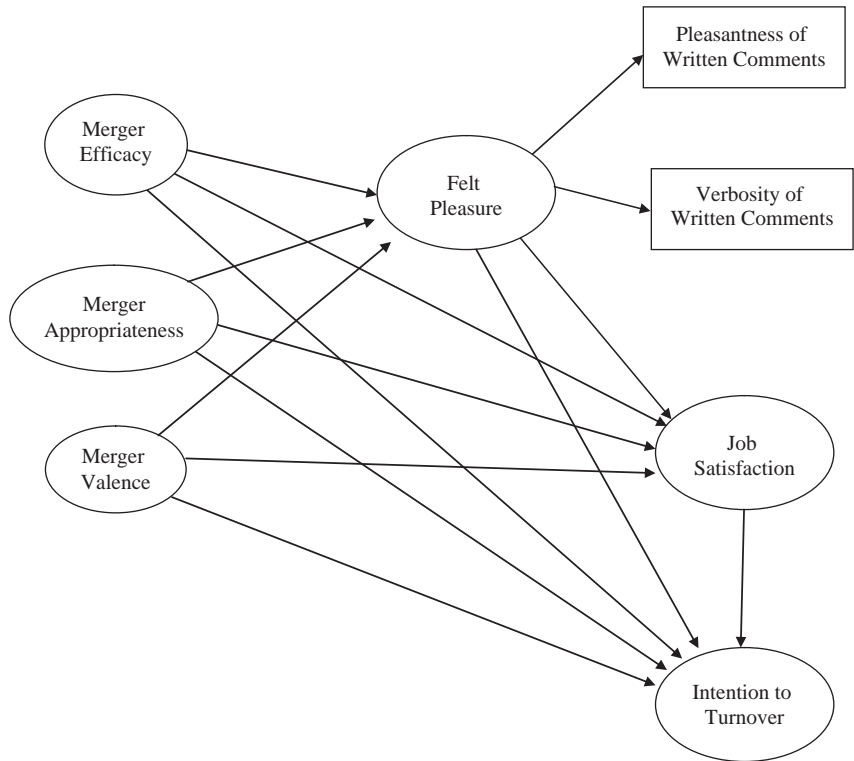 Pleasantness of
Written Comments
Merger
Efficacy
Felt
Pleasure
Verbosity of
Written Comments
Merger
Appropriateness
Merger
Valence
Job
Satisfaction
Intention to
Turnover